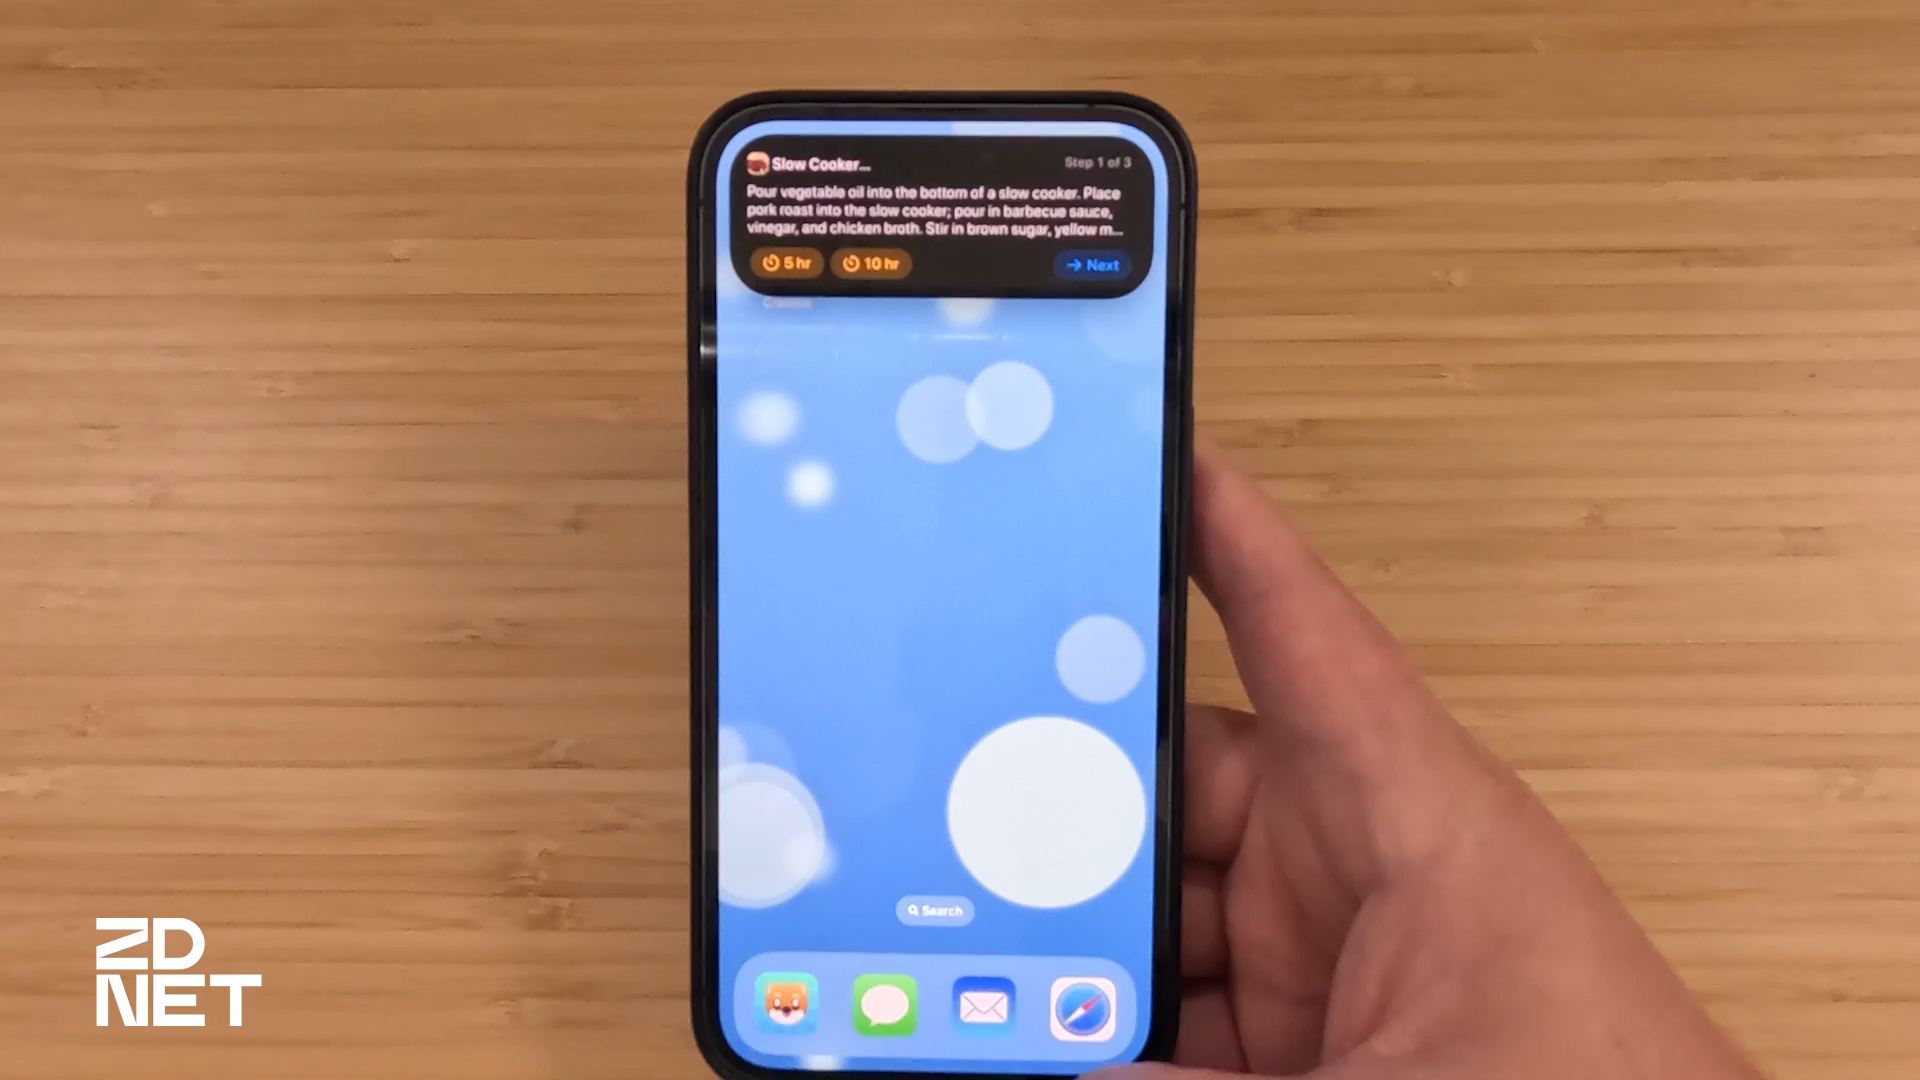 Slow Cooker...
Step 1 of 3
Pour vegetable oil into the bottom of a slow cooker. Place
pork roast into the slow cooker; pour in barbecue sauce,
vinegar, and chicken broth. Stir in brown sugar, yellow m...
5 hr
10 hr
→ Next
Search
ZD
NET